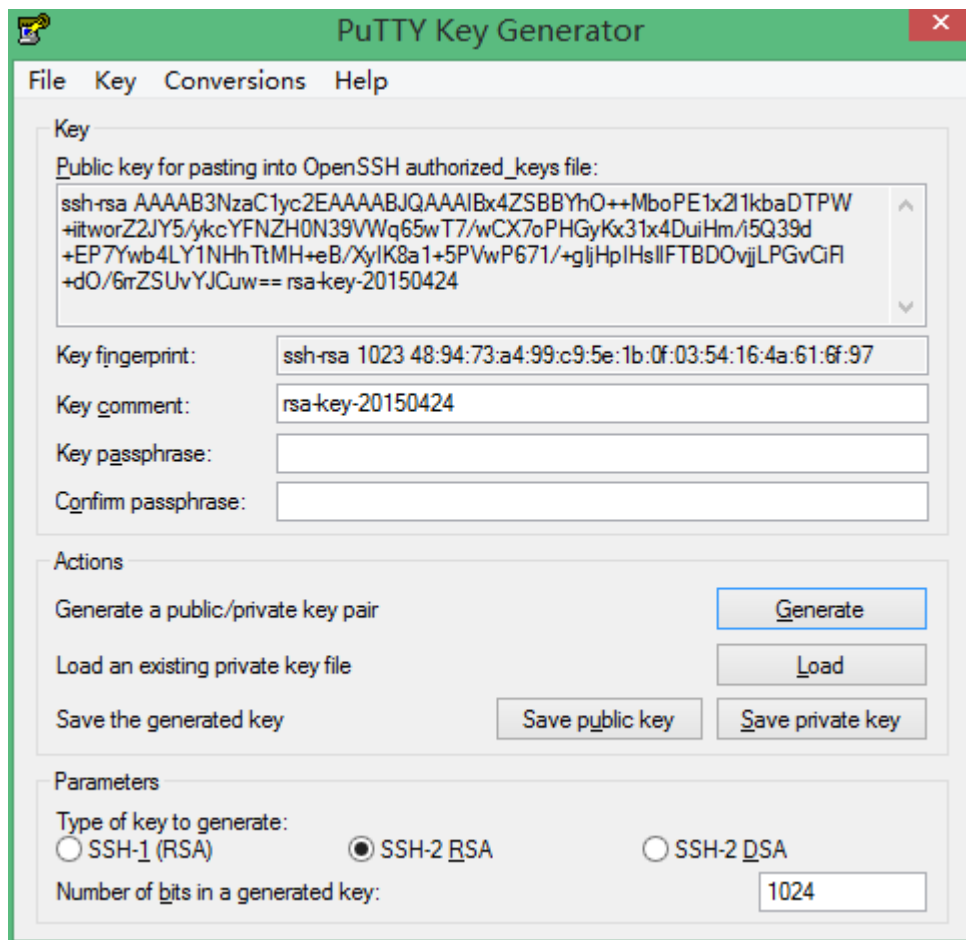 PuTTY Key Generator
File Key Conversions Help
Key
Public key for pasting into OpenSSH authorized_keys file:
ssh-rsa AAAAB3NzaC1yc2EAAAABJQAAAIBx4ZSBBYhO++MboPE1x2I1kbaDTPW
+iitworZ2JY5/ykcYFNZH0N39VWq65wT7/wCX7oPHGyKx31x4DuiHm/i5Q39d
+EP7Ywb4LY1NHhTtMH+eB/XyIK8a1+5PVwP671/+gIjHpIHsIIFTBDOvjjLPGvCiFI
+dO/6rrZSUvYJCuw== rsa-key-20150424
Key fingerprint: ssh-rsa 1023 48:94:73:a4:99:c9:5e:1b:0f:03:54:16:4a:61:6f:97
Key comment: rsa-key-20150424
Key passphrase:
Confirm passphrase:
Actions
Generate a public/private key pair Generate
Load an existing private key file Load
Save the generated key Save public key Save private key
Parameters
Type of key to generate:
SSH-1 (RSA) SSH-2 RSA SSH-2 DSA
Number of bits in a generated key: 1024